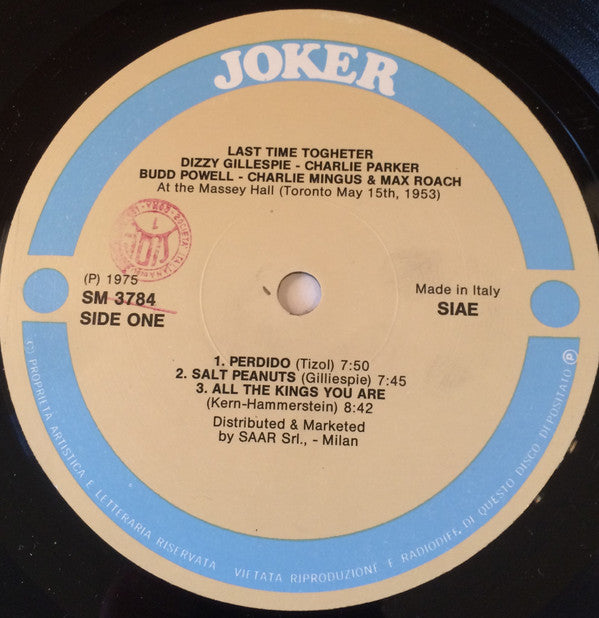 JOKER
LAST TIME TOGHETER
DIZZY GILLESPIE - CHARLIE PARKER
BUDD POWELL - CHARLIE MINGUS & MAX ROACH
At the Massey Hall (Toronto May 15th, 1953)
(P) 1975
SM 3784
SIDE ONE
Made in Italy
SIAE
1. PERDIDO (Tizol) 7:50
2. SALT PEANUTS (Gilliespie) 7:45
3. ALL THE KINGS YOU ARE
(Kern-Hammerstein) 8:42
Distributed & Marketed
by SAAR Srl., - Milan
© PROPRIETA ARTISTICA E LETTERARIA RISERVATA VIETATA RIPRODUZIONE E RADIODIFF. DI QUESTO DISCO DEPOSITATO ℗